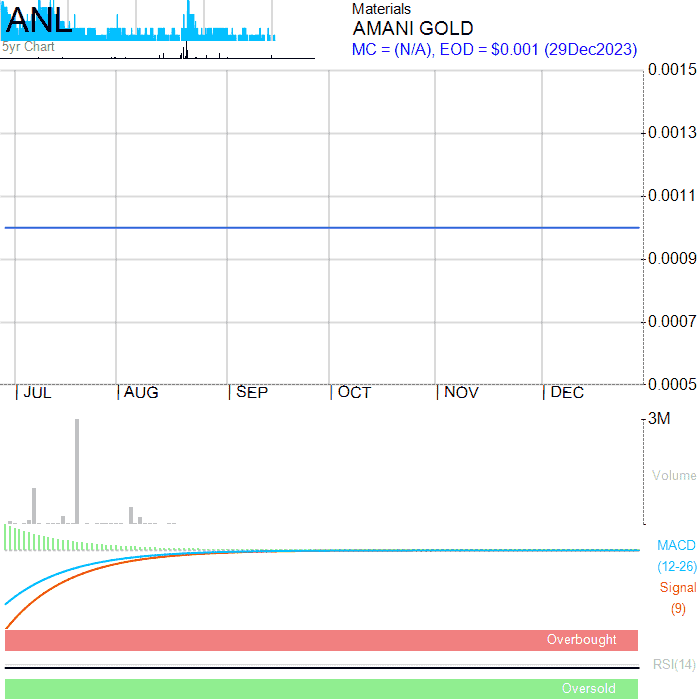 ANL
5yr Chart
Materials
AMANI GOLD
MC = (N/A), EOD = $0.001 (29Dec2023)
0.0015
0.0013
0.0011
0.0009
0.0007
0.0005
JUL AUG SEP OCT NOV DEC
3M
Volume
MACD
(12-26)
Signal
(9)
Overbought
RSI(14)
Oversold